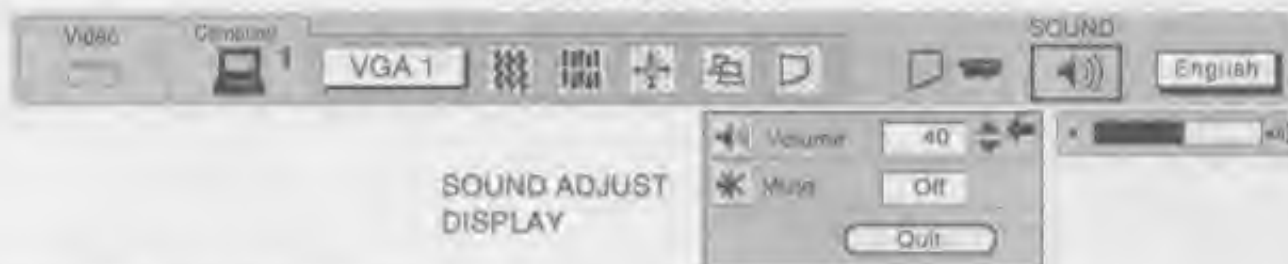 Video
Computer
1
SOUND
VGA 1
English
Volume 40
SOUND ADJUST
DISPLAY
Mute Off
Quit